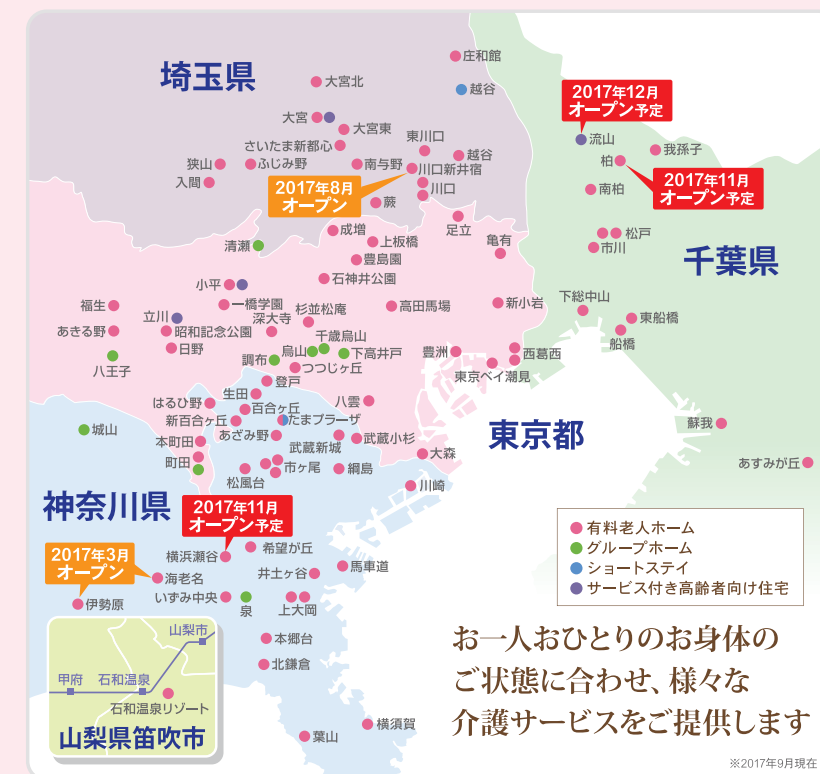 埼玉県
庄和館
大宮北
越谷
2017年12月
オープン予定
大宮
大宮東
流山
さいたま新都心
東川口
我孫子
狭山
ふじみ野
南与野
越谷
柏
入間
川口新井宿
2017年8月
オープン
川口
2017年11月
オープン予定
南柏
蕨
成増
足立
清瀬
上板橋
亀有
松戸
市川
千葉県
豊島園
石神井公園
小平
福生
一橋学園
杉並松庵
高田馬場
新小岩
下総中山
立川
深大寺
東船橋
あきる野
昭和記念公園
千歳烏山
船橋
日野
烏山
下高井戸
豊洲
西葛西
八王子
調布
つつじヶ丘
東京ベイ潮見
登戸
生田
はるひ野
百合ヶ丘
八雲
新百合ヶ丘
たまプラーザ
蘇我
城山
あざみ野
武蔵小杉
東京都
本町田
武蔵新城
大森
町田
市ヶ尾
綱島
あすみが丘
松風台
川崎
神奈川県
2017年11月
オープン予定
有料老人ホーム
グループホーム
ショートステイ
サービス付き高齢者向け住宅
2017年3月
オープン
横浜瀬谷
希望が丘
海老名
井土ヶ谷
馬車道
伊勢原
いずみ中央
泉
上大岡
山梨市
本郷台
お一人おひとりのお身体の
ご状態に合わせ、様々な
介護サービスをご提供します
北鎌倉
甲府
石和温泉
石和温泉リゾート
山梨県笛吹市
葉山
横須賀
※2017年9月現在